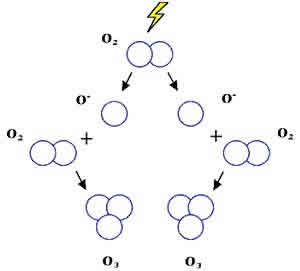 O₂
O⁻ O⁻
O₂ + + O₂
O₃ O₃